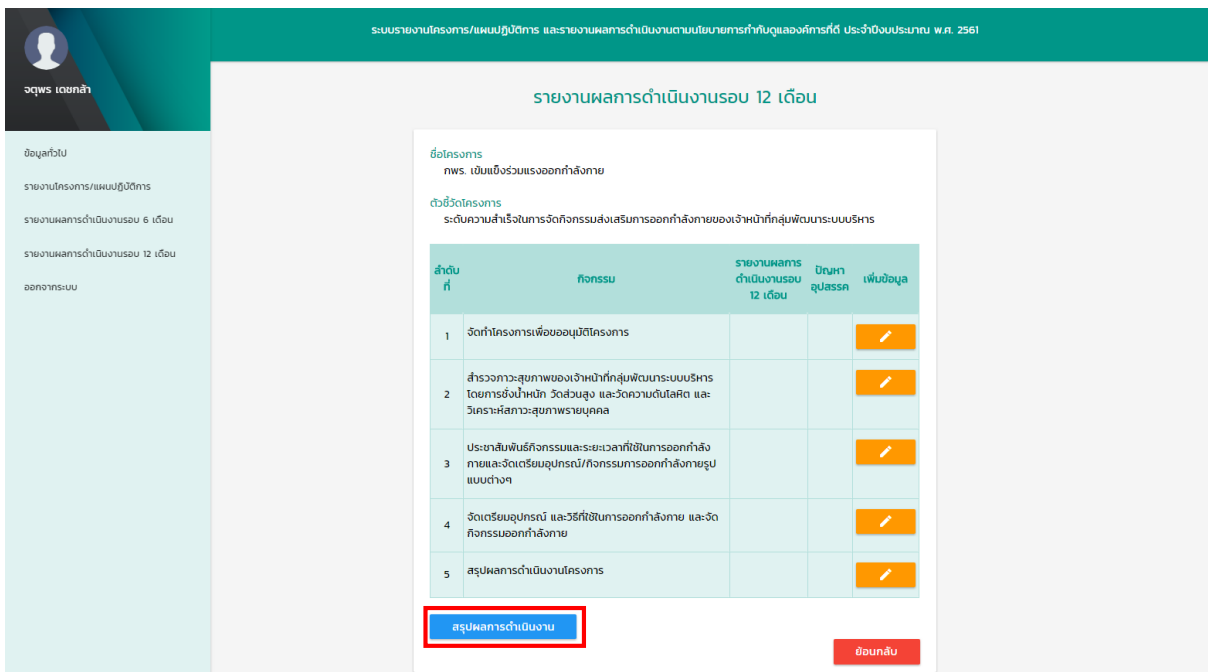 ระบบรายงานโครงการ/แผนปฏิบัติการ และรายงานผลการดำเนินงานตามนโยบายการกำกับดูแลองค์การที่ดี ประจำปีงบประมาณ พ.ศ. 2561
จตุพร เดชกล้า
ข้อมูลทั่วไป
รายงานโครงการ/แผนปฏิบัติการ
รายงานผลการดำเนินงานรอบ 6 เดือน
รายงานผลการดำเนินงานรอบ 12 เดือน
ออกจากระบบ
รายงานผลการดำเนินงานรอบ 12 เดือน
ชื่อโครงการ
กพร. เข้มแข็งร่วมแรงออกกำลังกาย
ตัวชี้วัดโครงการ
ระดับความสำเร็จในการจัดกิจกรรมส่งเสริมการออกกำลังกายของเจ้าหน้าที่กลุ่มพัฒนาระบบบริหาร
ลำดับ
ที่
กิจกรรม
รายงานผลการ
ดำเนินงานรอบ
12 เดือน
ปัญหา
อุปสรรค
เพิ่มข้อมูล
1 จัดทำโครงการเพื่อขออนุมัติโครงการ
สำรวจภาวะสุขภาพของเจ้าหน้าที่กลุ่มพัฒนาระบบบริหาร
2 โดยการชั่งน้ำหนัก วัดส่วนสูง และวัดความดันโลหิต และ
วิเคราะห์สภาวะสุขภาพรายบุคคล
ประชาสัมพันธ์กิจกรรมและระยะเวลาที่ใช้ในการออกกำลัง
3 กายและจัดเตรียมอุปกรณ์/กิจกรรมการออกกำลังกายรูป
แบบต่างๆ
4 จัดเตรียมอุปกรณ์ และวิธีที่ใช้ในการออกกำลังกาย และจัด
กิจกรรมออกกำลังกาย
5 สรุปผลการดำเนินงานโครงการ
สรุปผลการดำเนินงาน
ย้อนกลับ